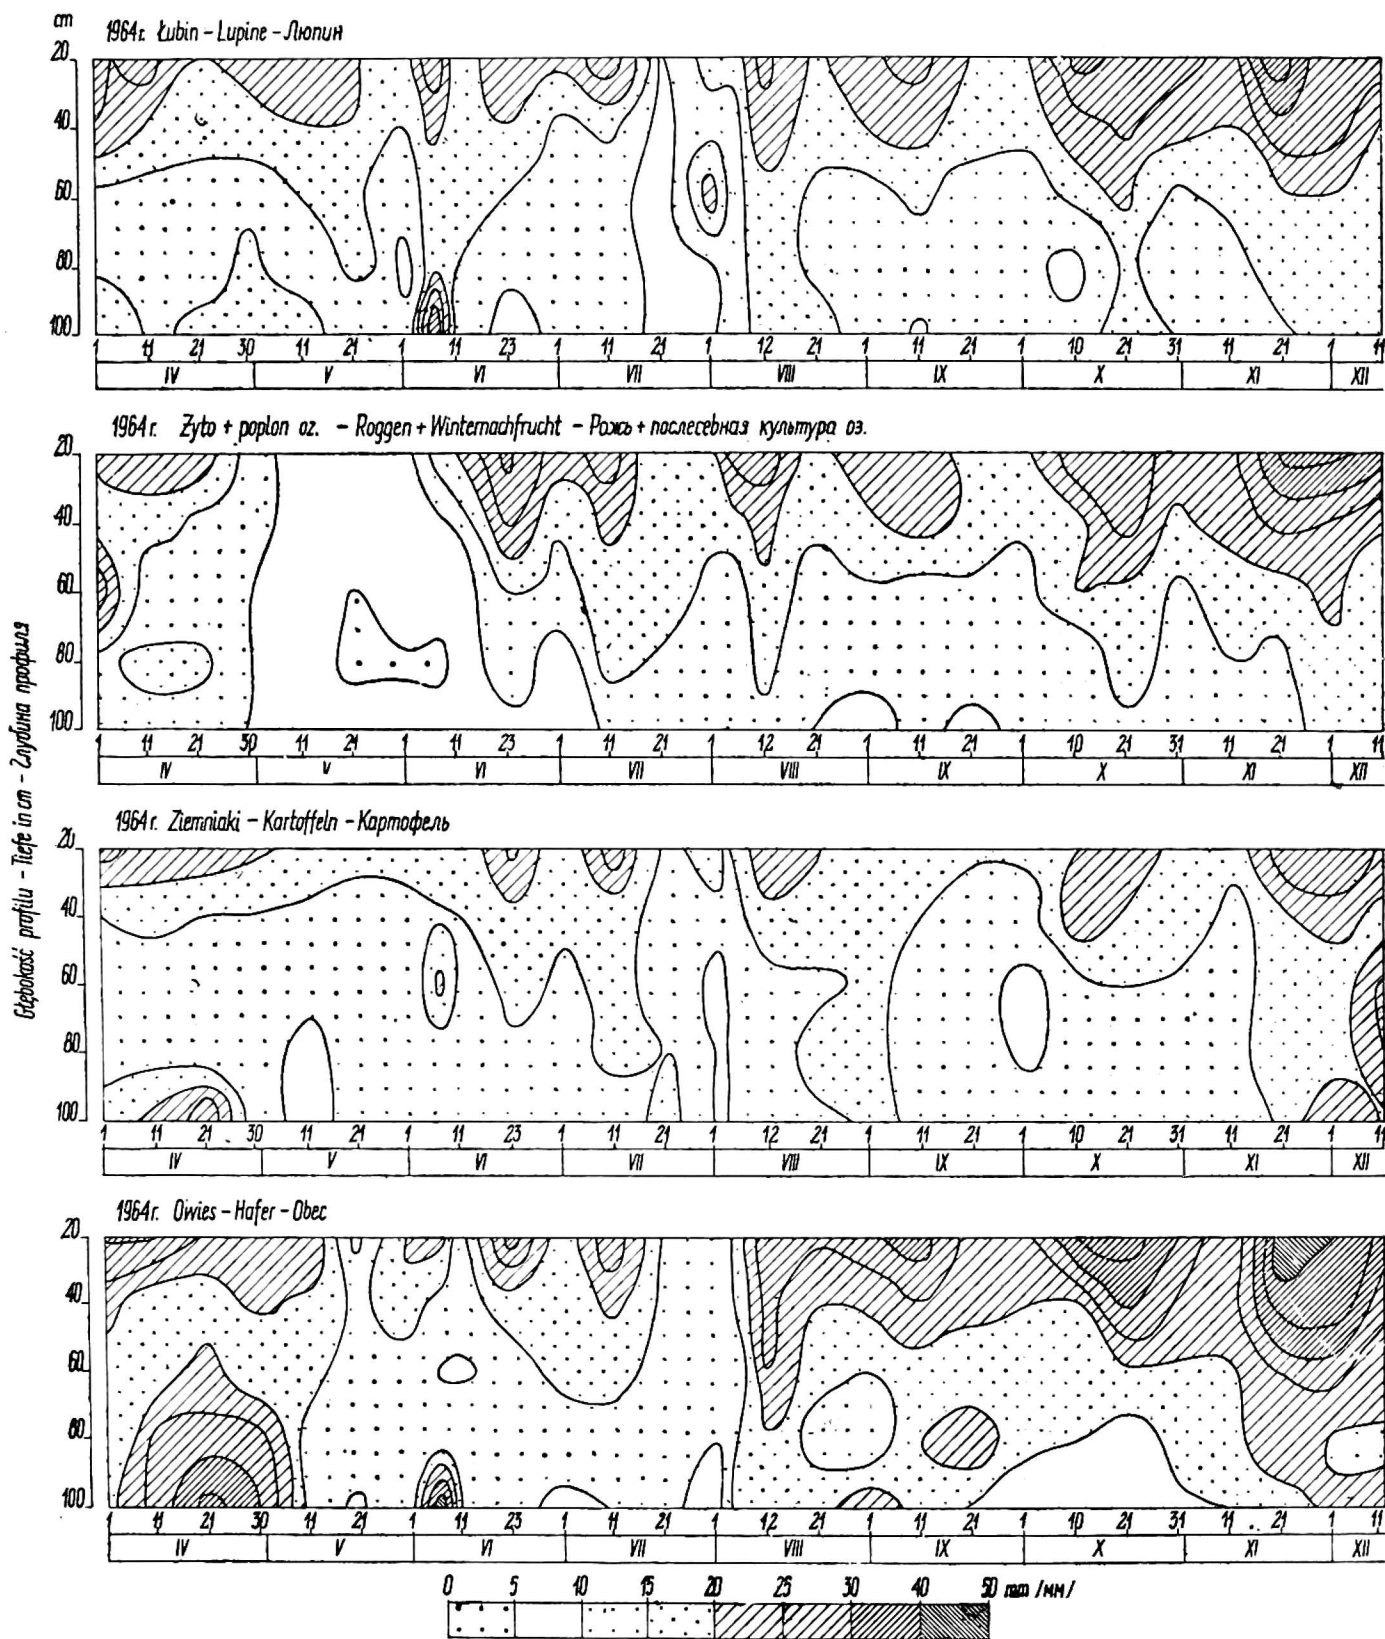 cm
1964 r. Łubin – Lupine – Люпин
20
40
60
80
100
1 11 21 30 11 21 1 11 23 1 11 21 1 12 21 1 11 21 1 10 21 31 11 21 1 11
IV V VI VII VIII IX X XI XII
1964 r. Żyto + poplon oz. – Roggen + Winternachfrucht – Рожь + послесебная культура оз.
20
40
60
80
100
1 11 21 30 11 21 1 11 23 1 11 21 1 12 21 1 11 21 1 10 21 31 11 21 1 11
IV V VI VII VIII IX X XI XII
Głębokość profilu – Tiefe in cm – Глубина профиля
1964 r. Ziemniaki – Kartoffeln – Картофель
20
40
60
80
100
1 11 21 30 11 21 1 11 23 1 11 21 1 12 21 1 11 21 1 10 21 31 11 21 1 11
IV V VI VII VIII IX X XI XII
1964 r. Owies – Hafer – Обес
20
40
60
80
100
1 11 21 30 11 21 1 11 23 1 11 21 1 12 21 1 11 21 1 10 21 31 11 21 1 11
IV V VI VII VIII IX X XI XII
0 5 10 15 20 25 30 40 50 mm /мм/